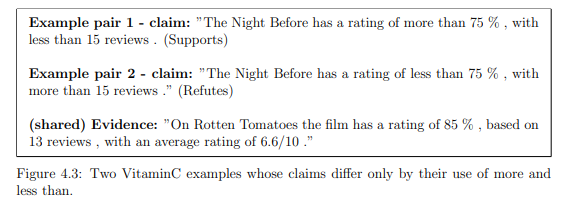 Example pair 1 - claim: ”The Night Before has a rating of more than 75 % , with
less than 15 reviews . (Supports)
Example pair 2 - claim: ”The Night Before has a rating of less than 75 % , with
more than 15 reviews .” (Refutes)
(shared) Evidence: ”On Rotten Tomatoes the film has a rating of 85 % , based on
13 reviews , with an average rating of 6.6/10 .”
Figure 4.3: Two VitaminC examples whose claims differ only by their use of more and
less than.